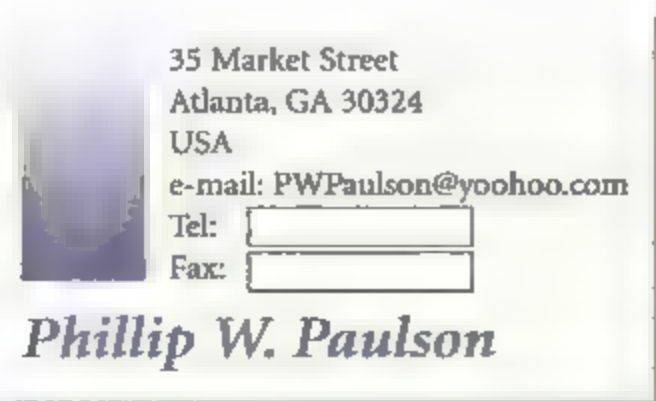 35 Market Street
Atlanta, GA 30324
USA
e-mail: PWPaulson@yoohoo.com
Tel:
Fax:
Phillip W. Paulson